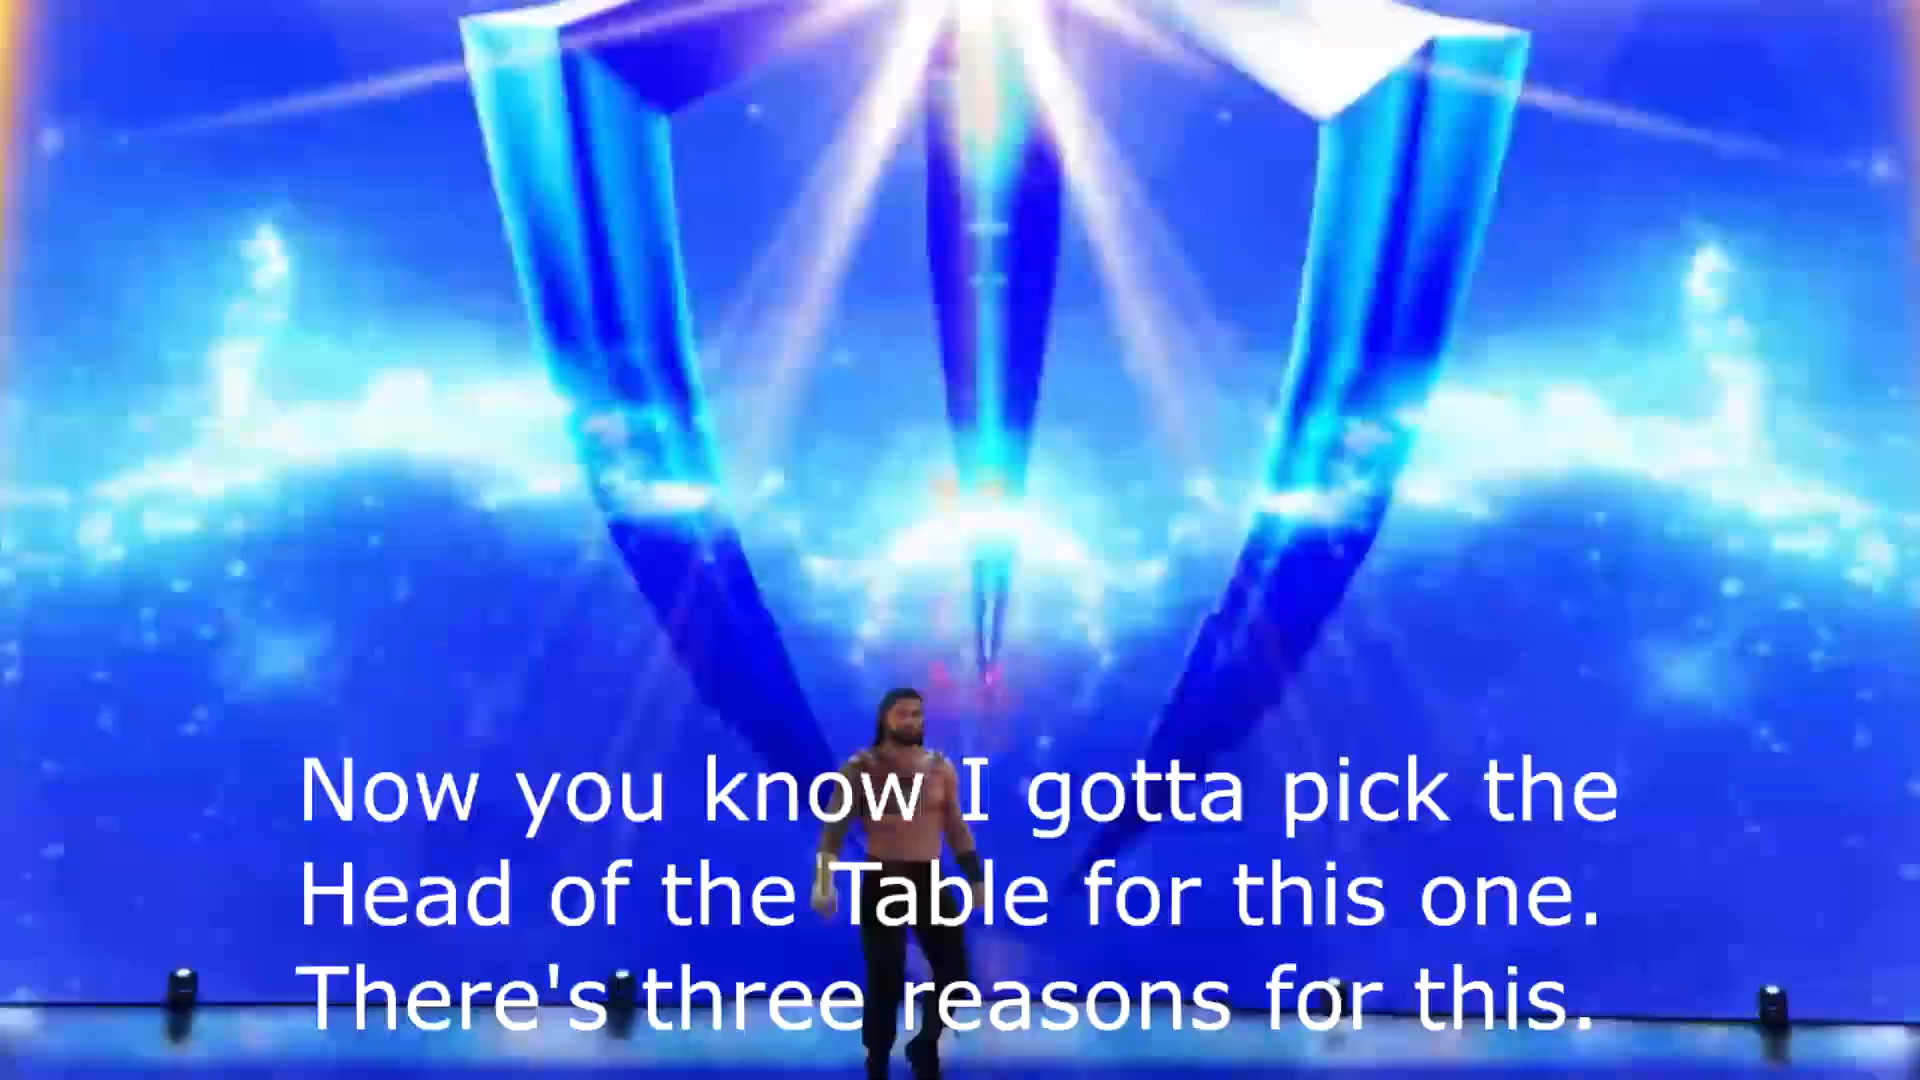 Now you know I gotta pick the
Head of the Table for this one.
There's three reasons for this.